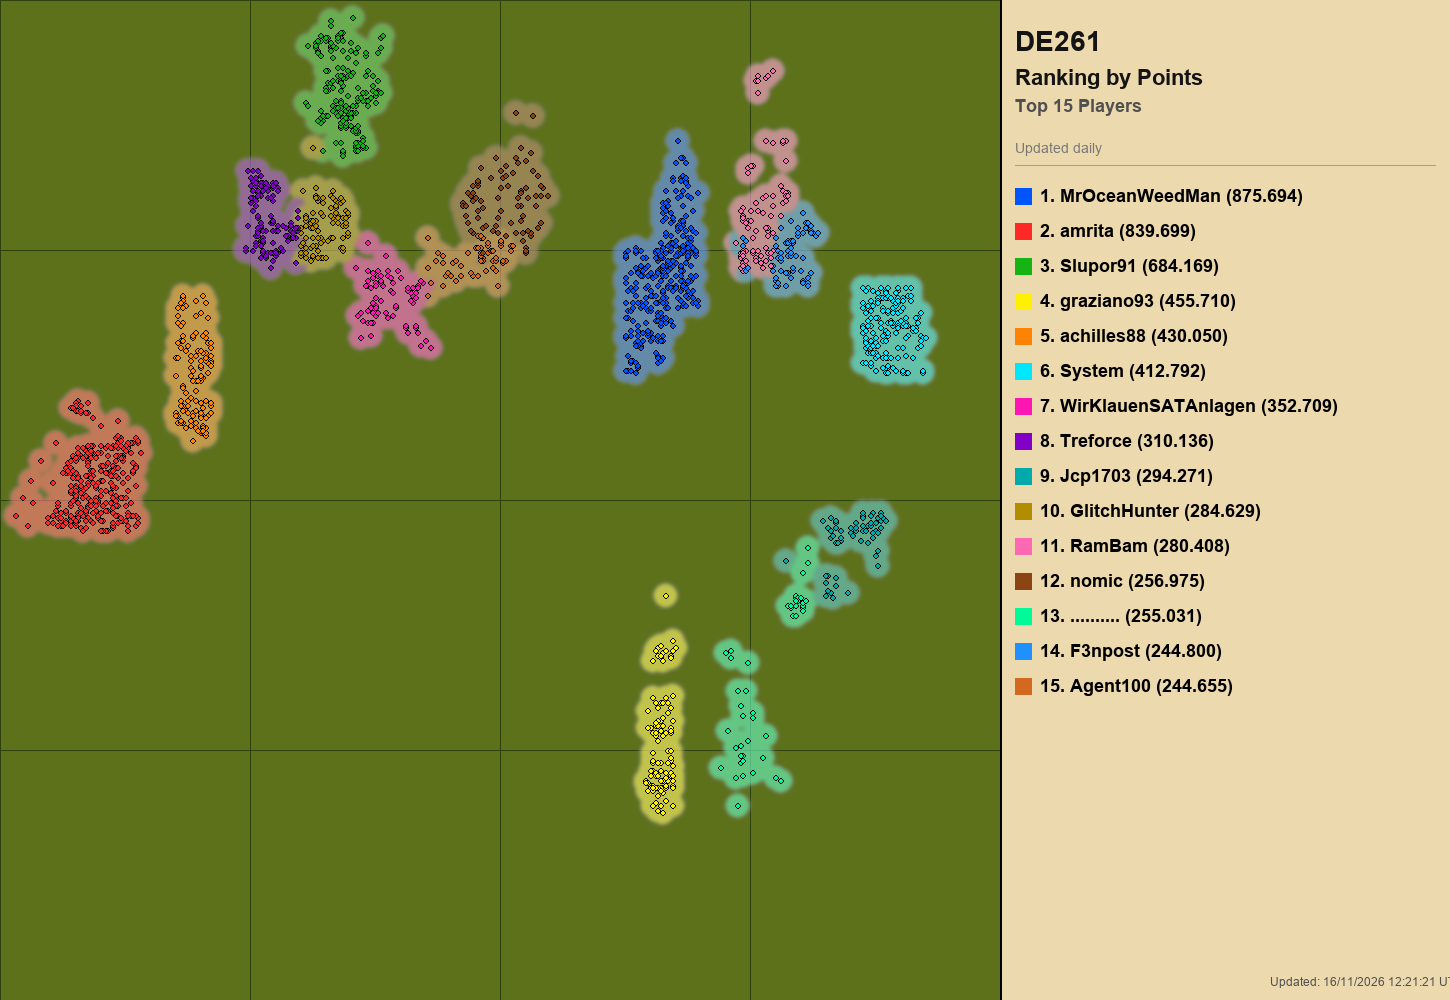 DE261
Ranking by Points
Top 15 Players
Updated daily
1. MrOceanWeedMan (875.694)
2. amrita (839.699)
3. Slupor91 (684.169)
4. graziano93 (455.710)
5. achilles88 (430.050)
6. System (412.792)
7. WirKlauenSATAnlagen (352.709)
8. Treforce (310.136)
9. Jcp1703 (294.271)
10. GlitchHunter (284.629)
11. RamBam (280.408)
12. nomic (256.975)
13. .......... (255.031)
14. F3npost (244.800)
15. Agent100 (244.655)
Updated: 16/11/2026 12:21:21 U